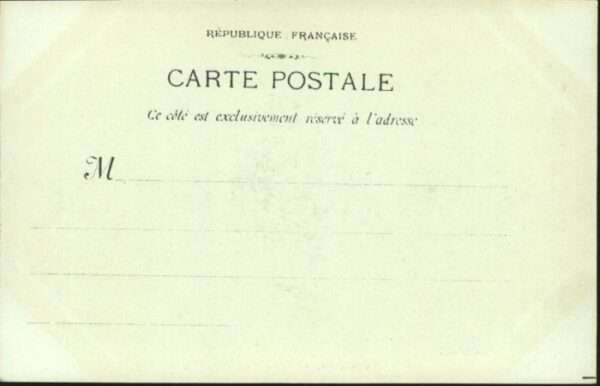 RÉPUBLIQUE FRANÇAISE
CARTE POSTALE
Ce côté est exclusivement réservé à l'adresse
M